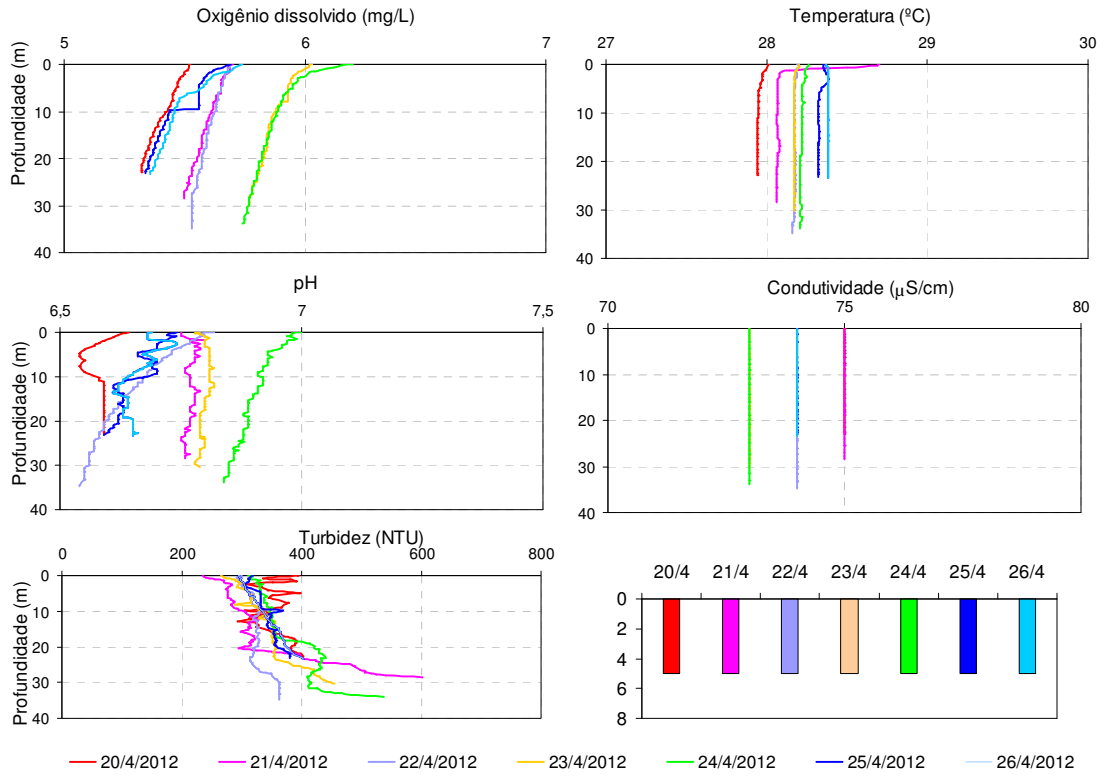 Oxigênio dissolvido (mg/L)
5 6 7
Profundidade (m)
0
10
20
30
40
Temperatura (ºC)
27 28 29 30
0
10
20
30
40
pH
6,5 7 7,5
Profundidade (m)
0
10
20
30
40
Condutividade (µS/cm)
70 75 80
0
10
20
30
40
Turbidez (NTU)
0 200 400 600 800
Profundidade (m)
0
10
20
30
40
20/4 21/4 22/4 23/4 24/4 25/4 26/4
0
2
4
6
8
20/4/2012 21/4/2012 22/4/2012 23/4/2012 24/4/2012 25/4/2012 26/4/2012